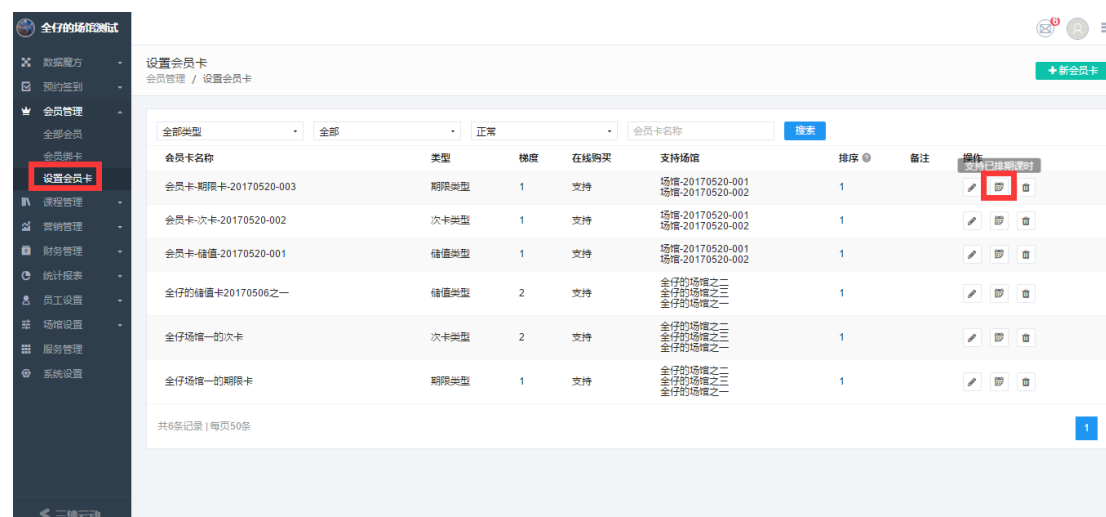 全仔的场馆测试
5
数据魔方
预约签到
会员管理
全部会员
会员绑卡
设置会员卡
课程管理
营销管理
财务管理
统计报表
员工设置
场馆设置
服务管理
系统设置
设置会员卡
会员管理 / 设置会员卡
+新会员卡
全部类型 全部 正常 会员卡名称 搜索
会员卡名称 类型 梯度 在线购买 支持场馆 排序 备注 操作
支持已排期课时
会员卡-期限卡-20170520-003 期限类型 1 支持 场馆-20170520-001 1
场馆-20170520-002
会员卡-次卡-20170520-002 次卡类型 1 支持 场馆-20170520-001 1
场馆-20170520-002
会员卡-储值-20170520-001 储值类型 1 支持 场馆-20170520-001 1
场馆-20170520-002
全仔的储值卡20170506之一 储值类型 2 支持 全仔的场馆之二 1
全仔的场馆之三
全仔的场馆之一
全仔场馆一的次卡 次卡类型 2 支持 全仔的场馆之二 1
全仔的场馆之三
全仔的场馆之一
全仔场馆一的期限卡 期限类型 1 支持 全仔的场馆之二 1
全仔的场馆之三
全仔的场馆之一
共6条记录 | 每页50条
1